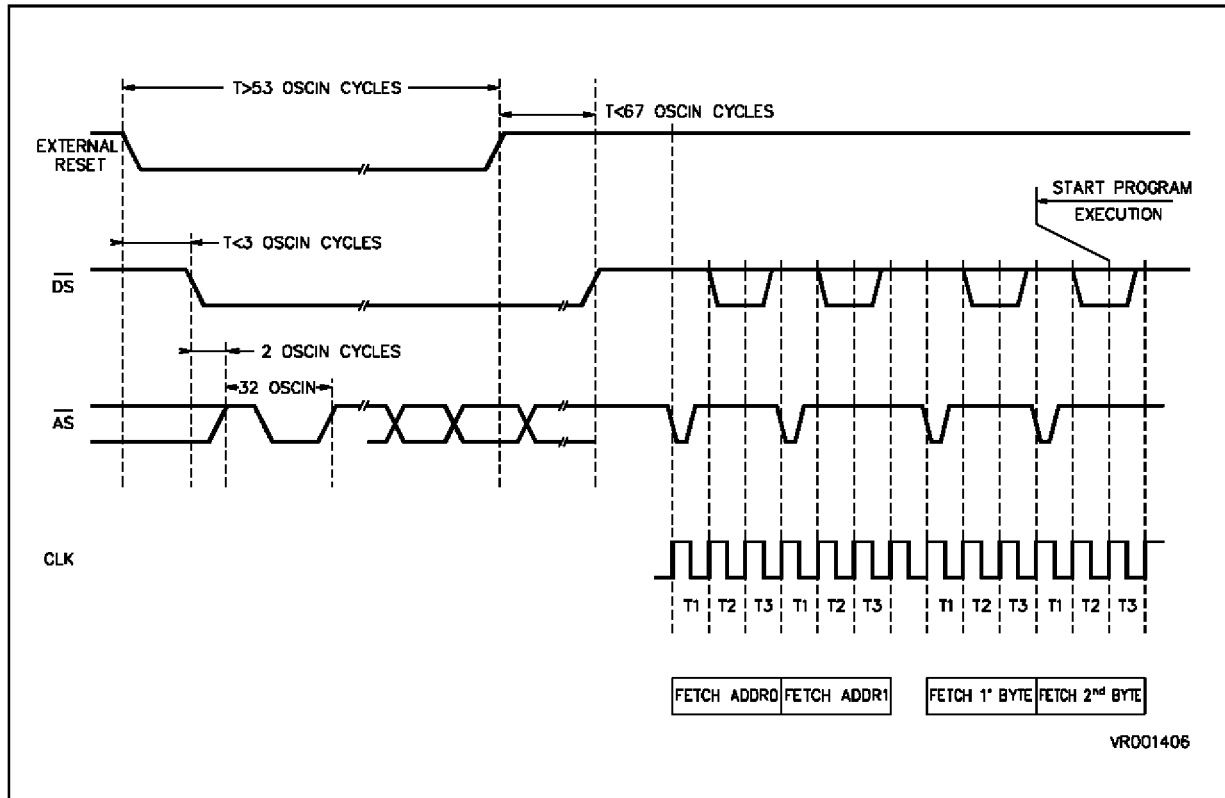 T>53 OSCIN CYCLES
T<67 OSCIN CYCLES
EXTERNAL
RESET
START PROGRAM
EXECUTION
T<3 OSCIN CYCLES
DS
2 OSCIN CYCLES
32 OSCIN
AS
CLK
T1 T2 T3 T1 T2 T3 T1 T2 T3 T1 T2 T3
FETCH ADDR0 FETCH ADDR1 FETCH 1° BYTE FETCH 2nd BYTE
VR001406